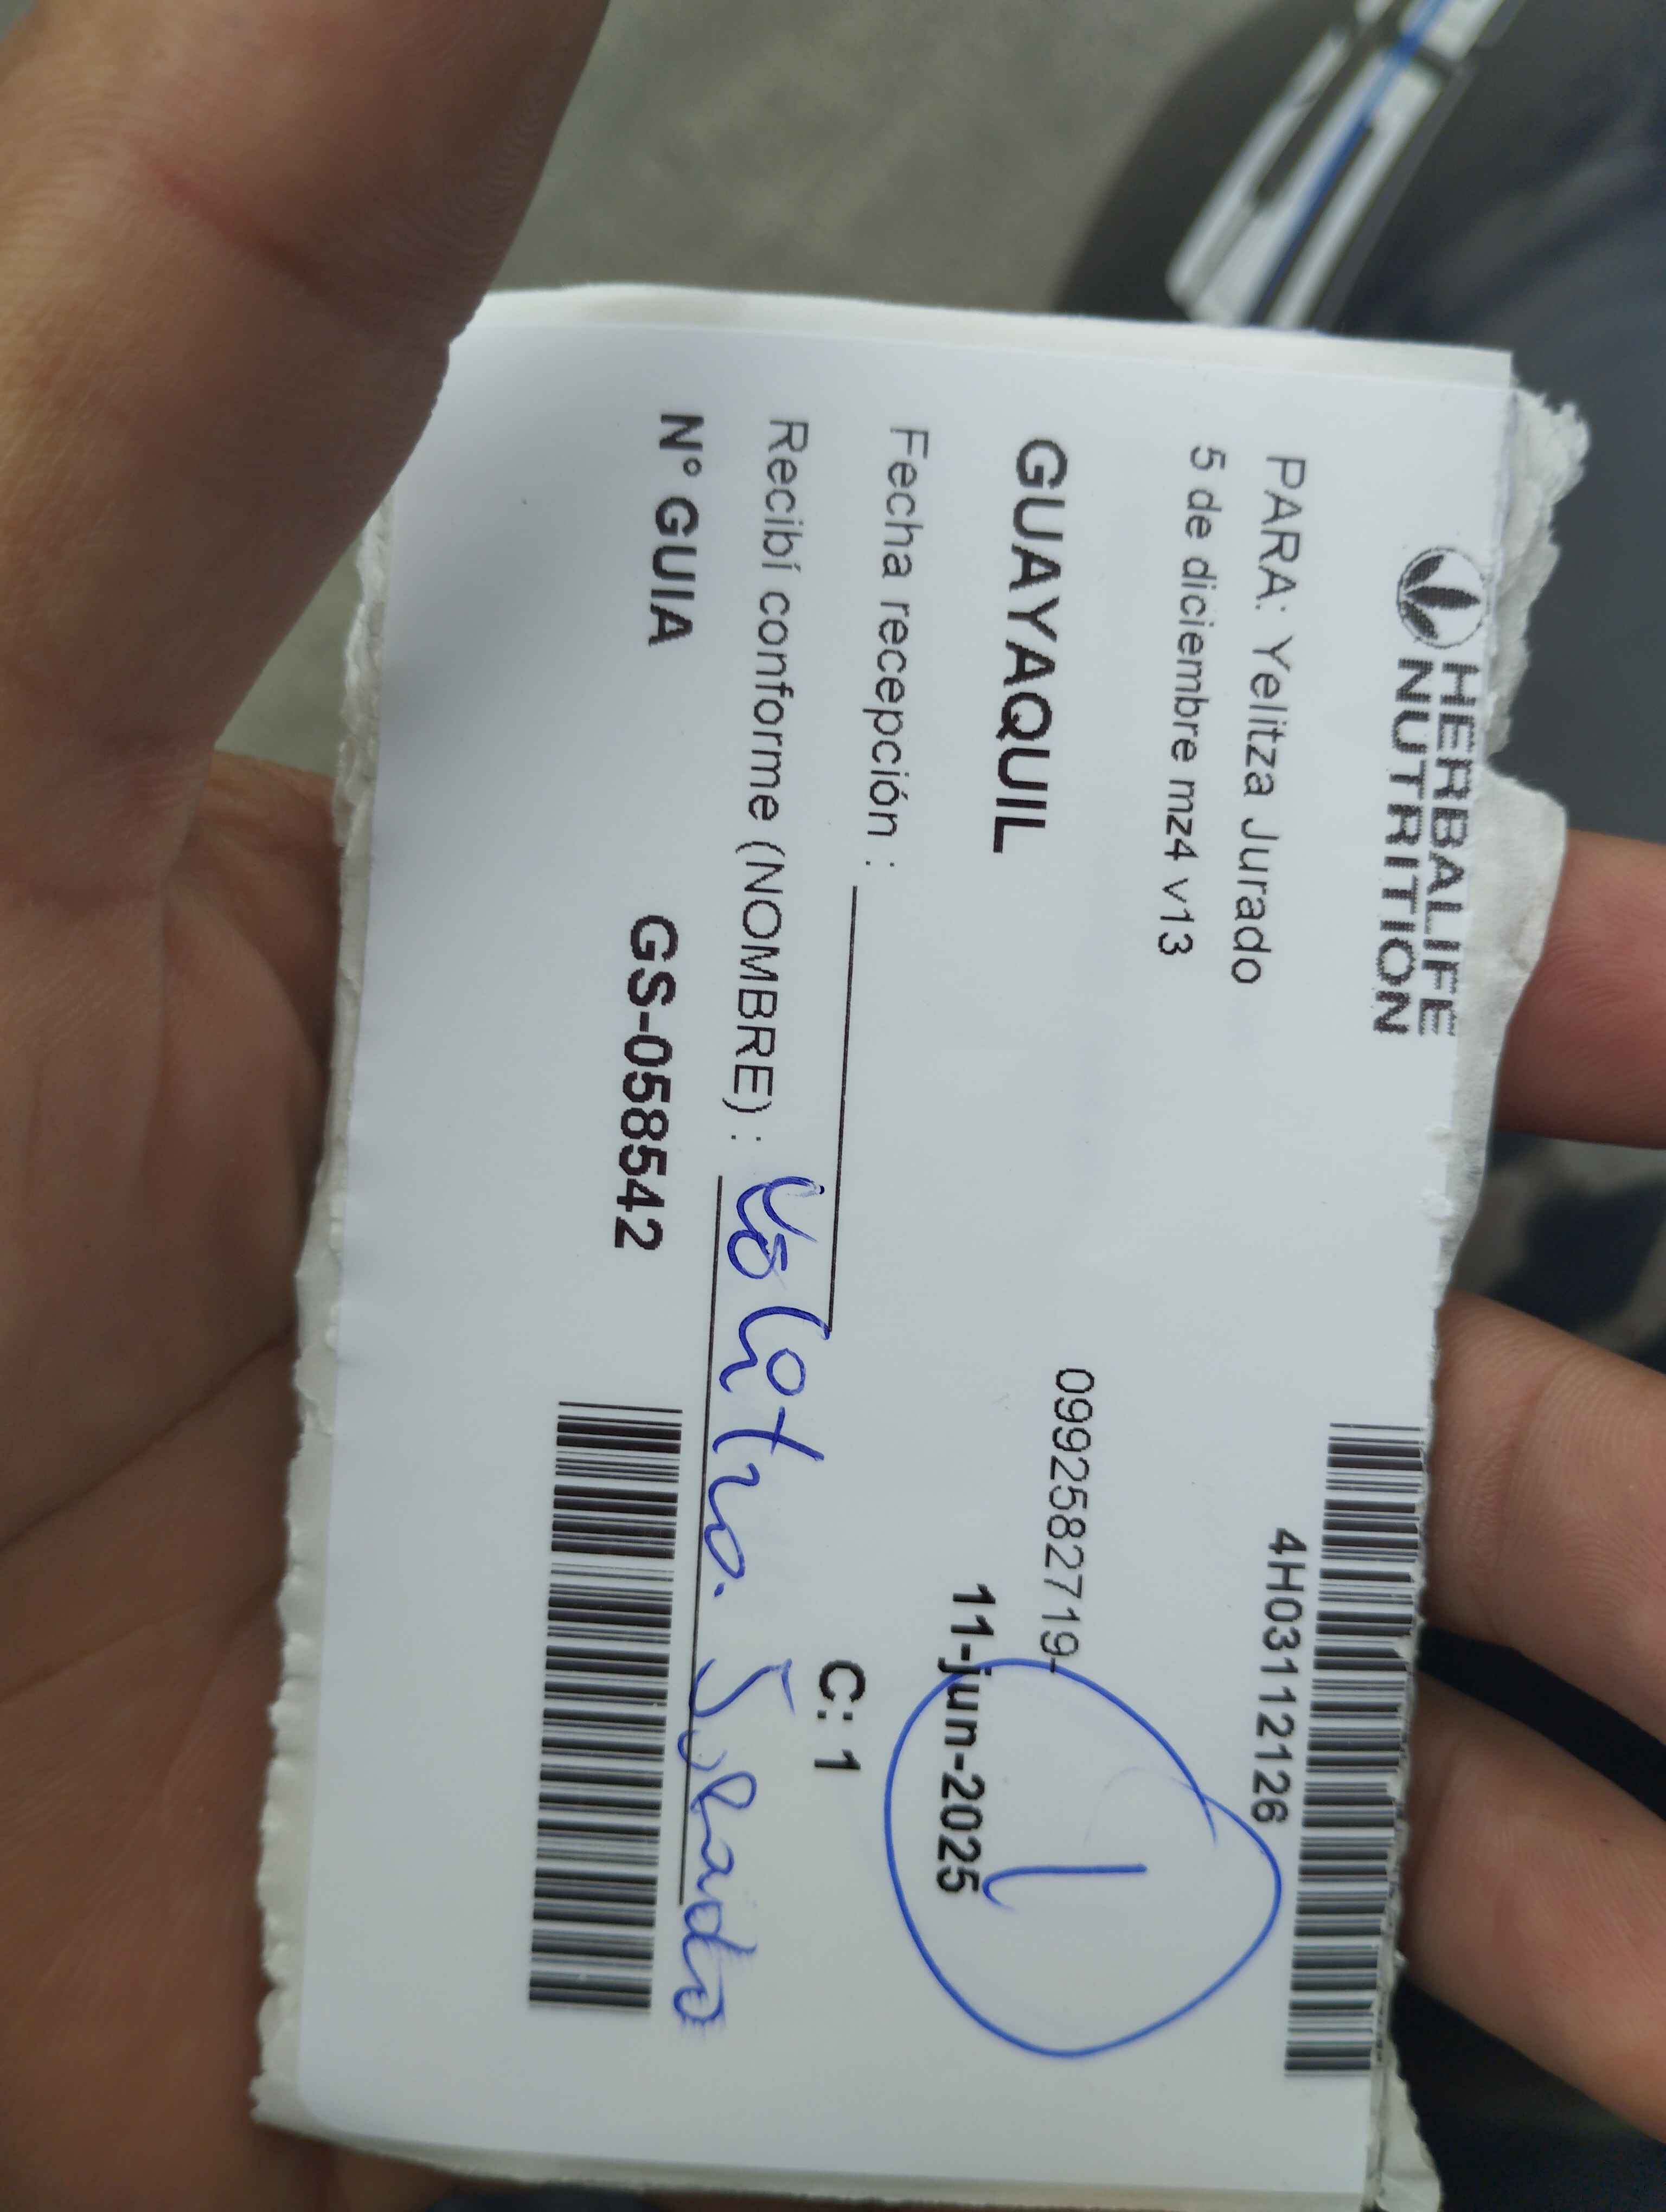 HERBALIFE
NUTRITION
4H03112126
PARA: Yelitza Jurado
5 de diciembre mz4 v13
0992582719
GUAYAQUIL
11-jun-2025
1
Fecha recepción :
C: 1
Recibí conforme (NOMBRE) :
N° GUIA GS-058542